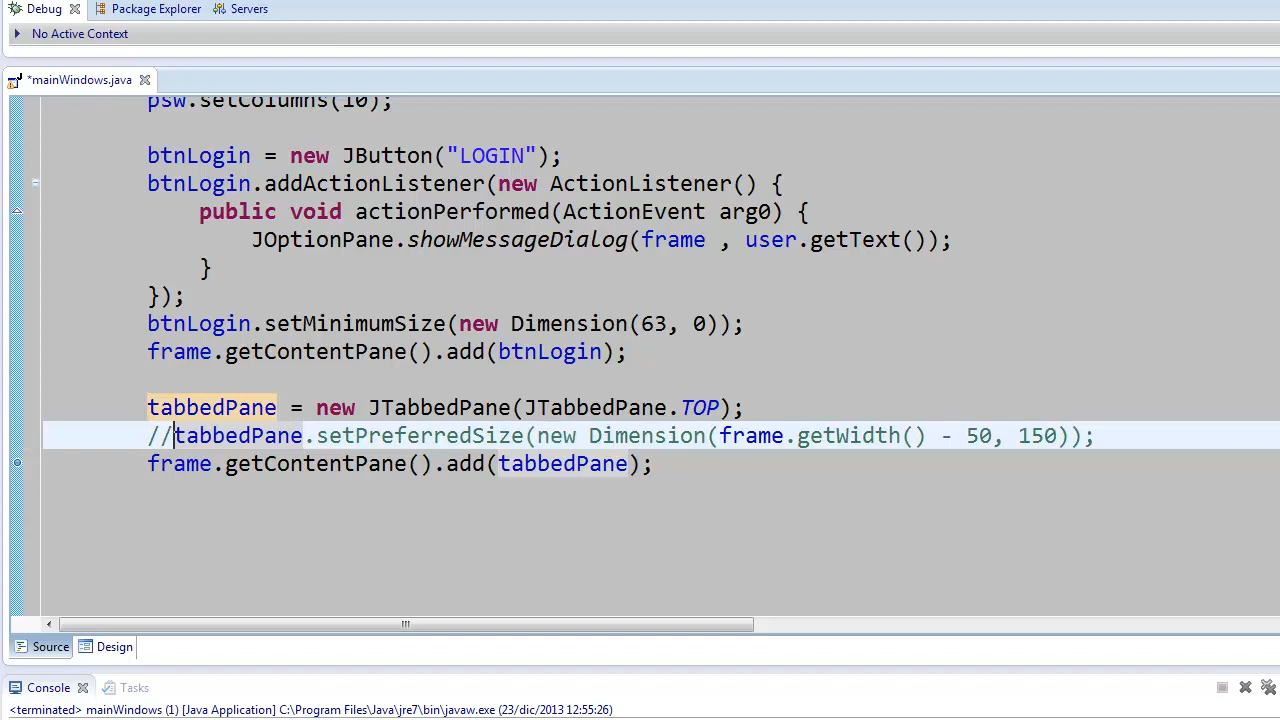 Debug Package Explorer Servers
No Active Context
*mainWindows.java
psw.setColumns(10);
btnLogin = new JButton("LOGIN");
btnLogin.addActionListener(new ActionListener() {
public void actionPerformed(ActionEvent arg0) {
JOptionPane.showMessageDialog(frame , user.getText());
}
});
btnLogin.setMinimumSize(new Dimension(63, 0));
frame.getContentPane().add(btnLogin);
tabbedPane = new JTabbedPane(JTabbedPane.TOP);
//tabbedPane.setPreferredSize(new Dimension(frame.getWidth() - 50, 150));
frame.getContentPane().add(tabbedPane);
Source Design
Console Tasks
<terminated> mainWindows (1) [Java Application] C:\Program Files\Java\jre7\bin\javaw.exe (23/dic/2013 12:55:26)